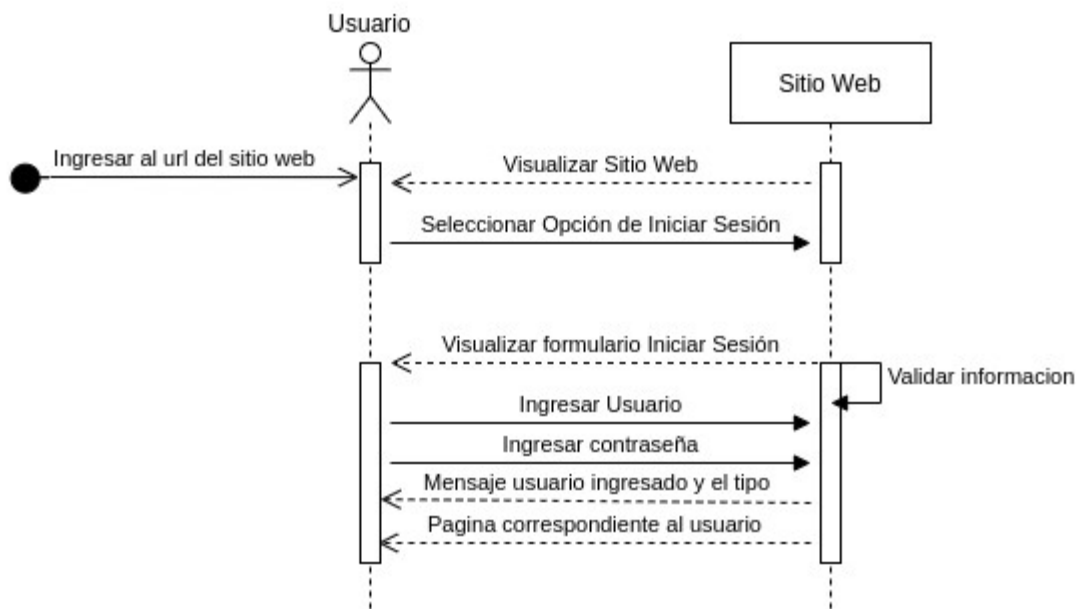 Usuario
Sitio Web
Ingresar al url del sitio web
Visualizar Sitio Web
Seleccionar Opción de Iniciar Sesión
Visualizar formulario Iniciar Sesión
Validar informacion
Ingresar Usuario
Ingresar contraseña
Mensaje usuario ingresado y el tipo
Pagina correspondiente al usuario